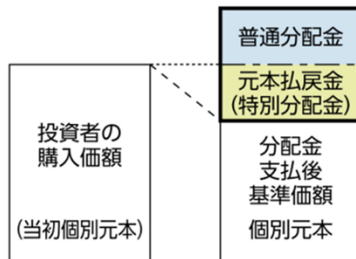 普通分配金
元本払戻金
(特別分配金)
投資者の
購入価額
(当初個別元本)
分配金
支払後
基準価額
個別元本